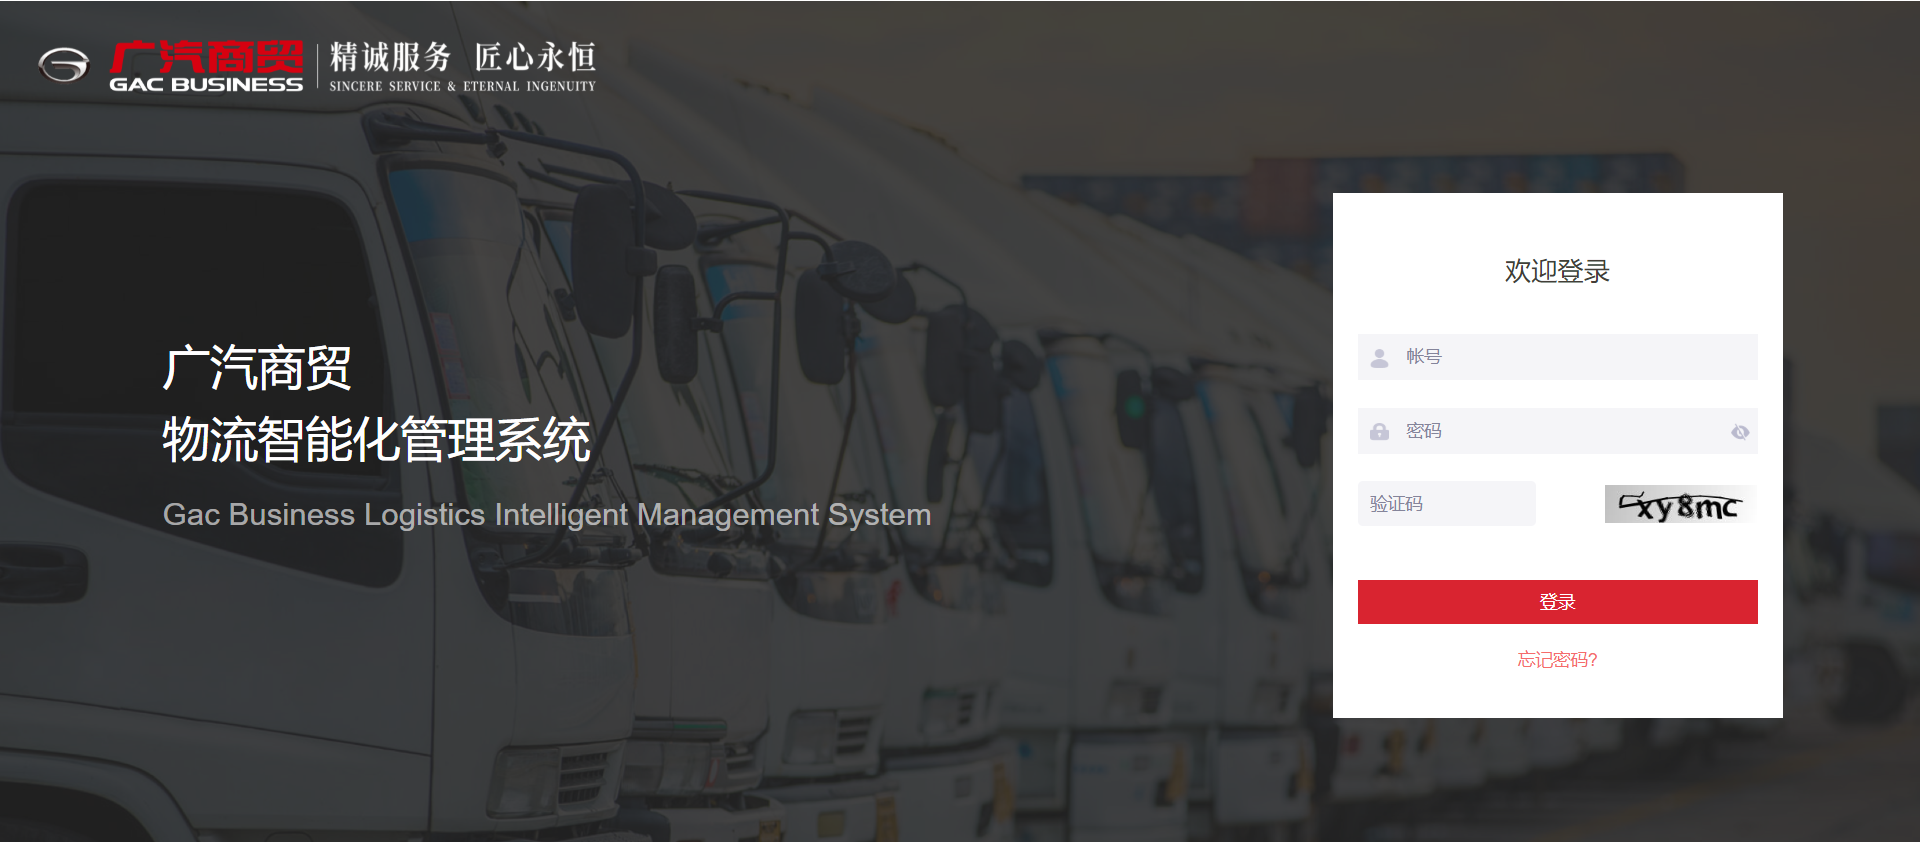 广汽商贸
GAC BUSINESS
精诚服务 匠心永恒
SINCERE SERVICE & ETERNAL INGENUITY
广汽商贸
物流智能化管理系统
Gac Business Logistics Intelligent Management System
欢迎登录
帐号
密码
验证码
xy8mc
登录
忘记密码?